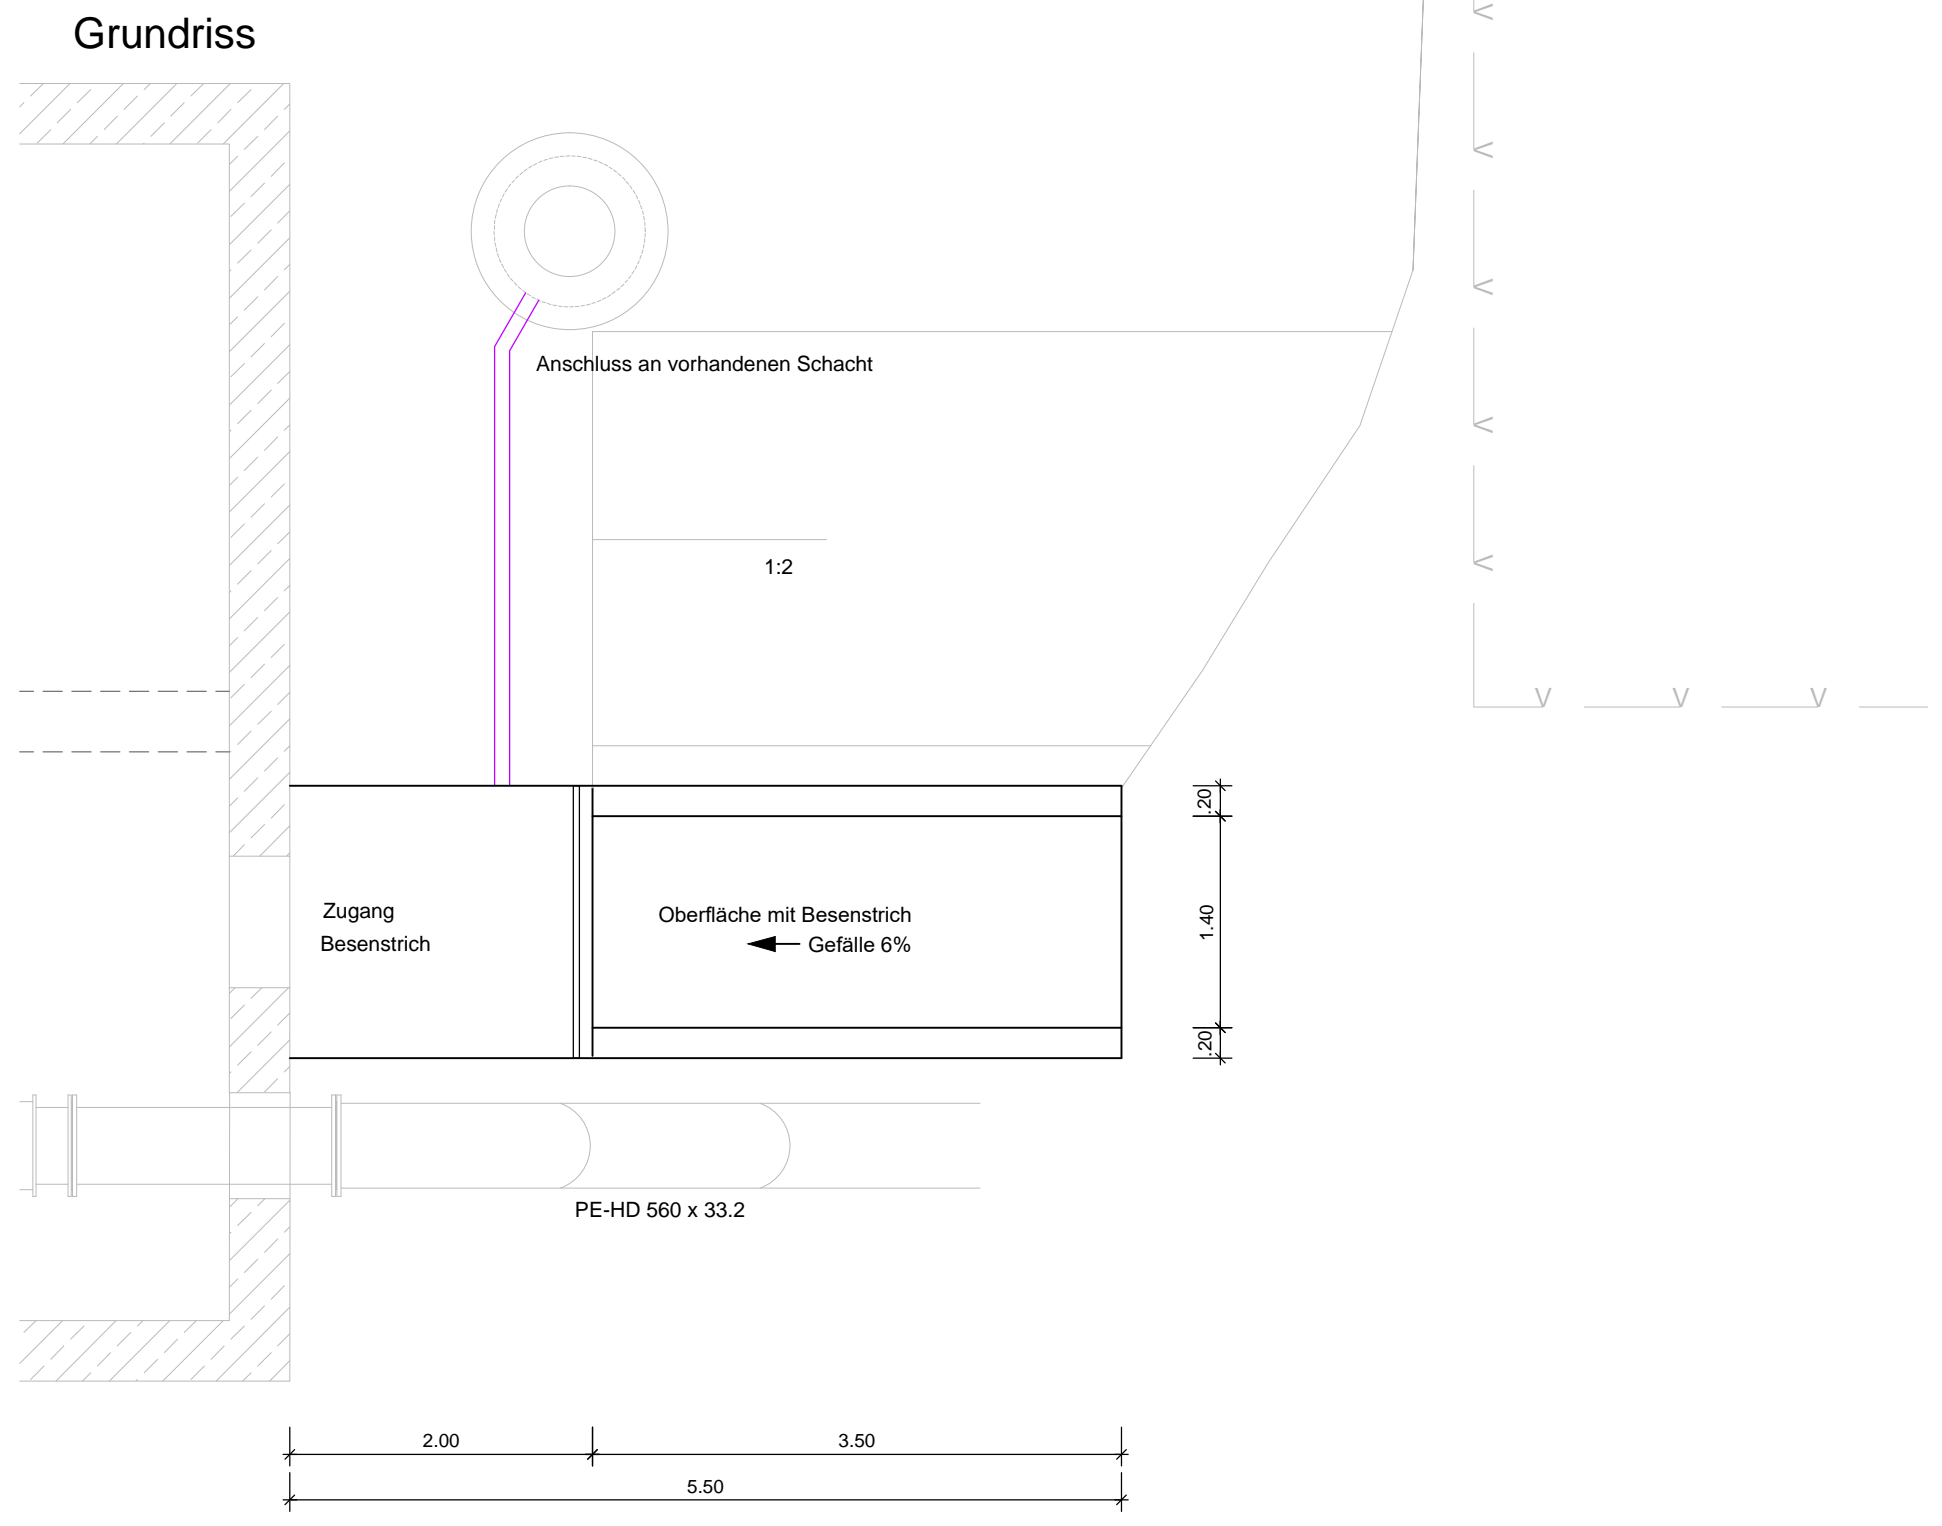 Grundriss
Anschluss an vorhandenen Schacht
1:2
.20
1.40
.20
Zugang
Besenstrich
Oberfläche mit Besenstrich
Gefälle 6%
PE-HD 560 x 33.2
2.00
3.50
5.50